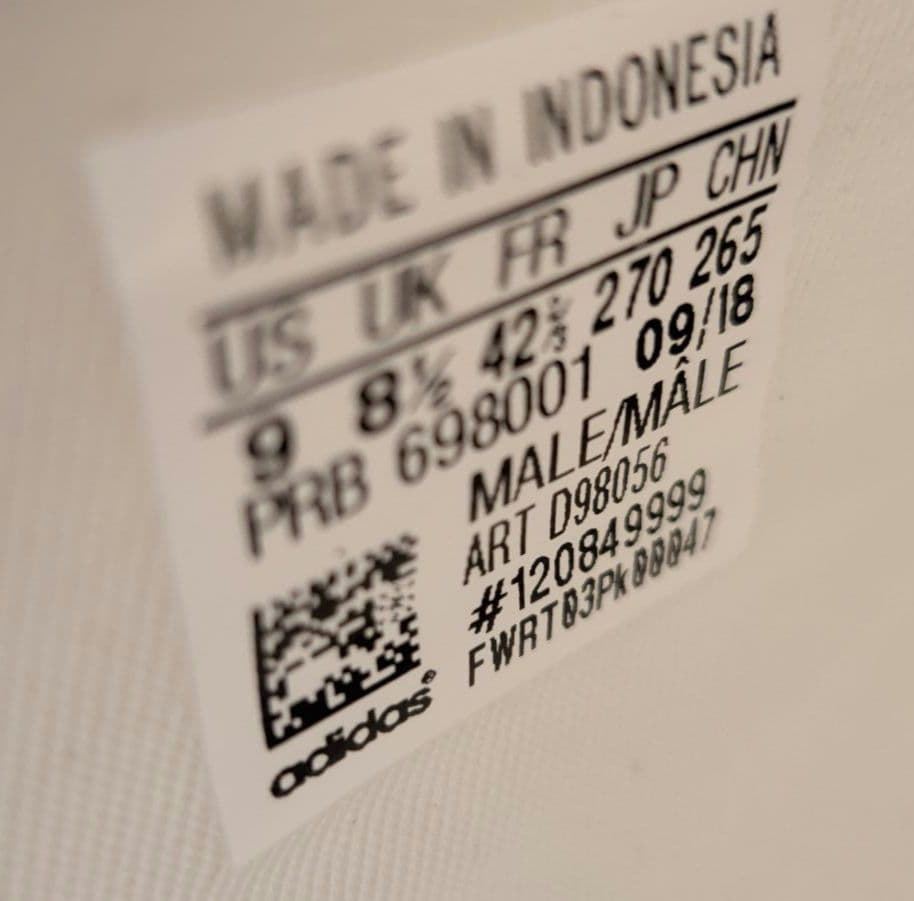 MADE IN INDONESIA
US UK FR JP CHN
9 8½ 42⅔ 270 265
PRB 698001 09/18
MALE/MÂLE
ART D98056
#120849999
FWRT03Pk00047
adidas®